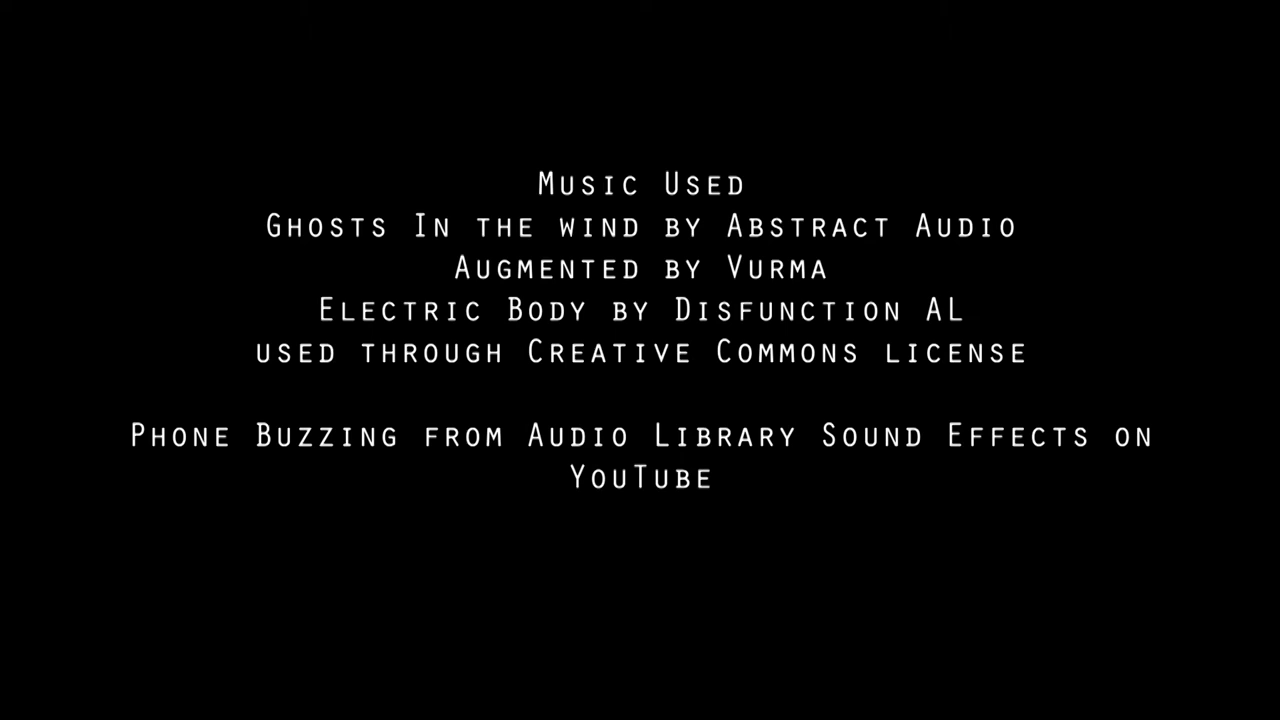 Music Used
Ghosts In the wind by Abstract Audio
Augmented by Vurma
Electric Body by Disfunction AL
used through Creative Commons license
Phone Buzzing from Audio Library Sound Effects on
YouTube